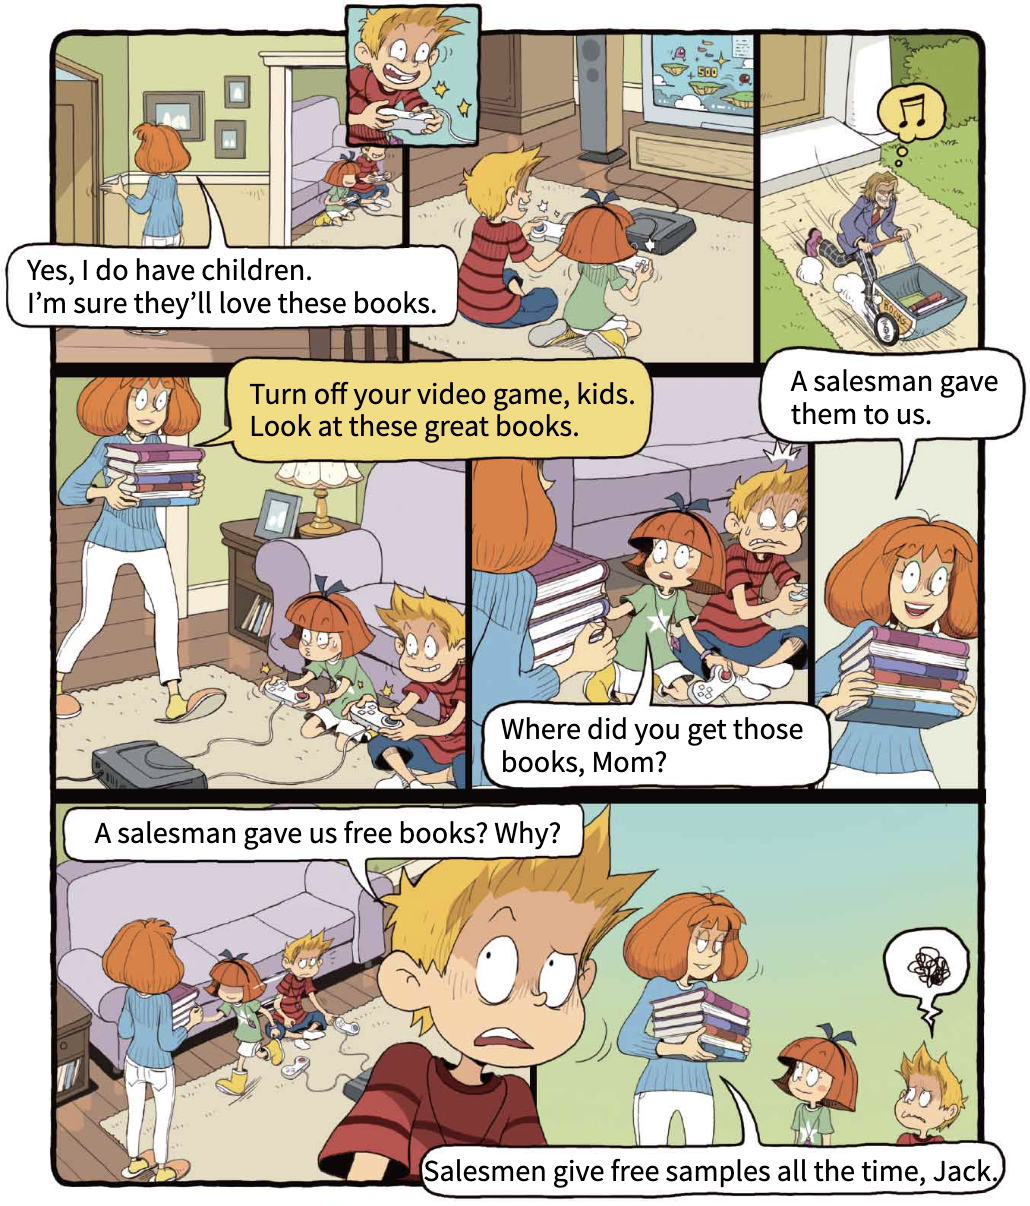 500
Yes, I do have children.
I'm sure they'll love these books.
BOOKS
Turn off your video game, kids.
Look at these great books.
Where did you get those
books, Mom?
A salesman gave
them to us.
A salesman gave us free books? Why?
Salesmen give free samples all the time, Jack.